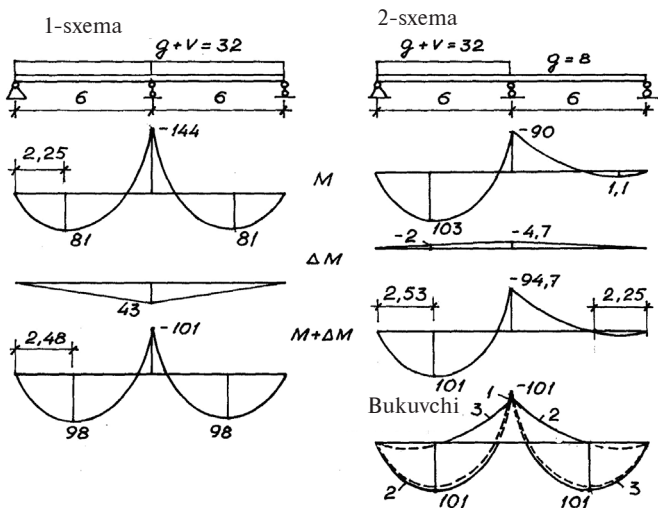 1-sxema
g+v=32
6 6
-144
2,25
81 81
43
2,48
-101
98 98
M
ΔM
M+ΔM
2-sxema
g+v=32 g=8
6 6
-90
1,1
103
-2 -4,7
2,53 -94,7 2,25
101
Bukuvchi
1 -101
3 2
2 101 101 3